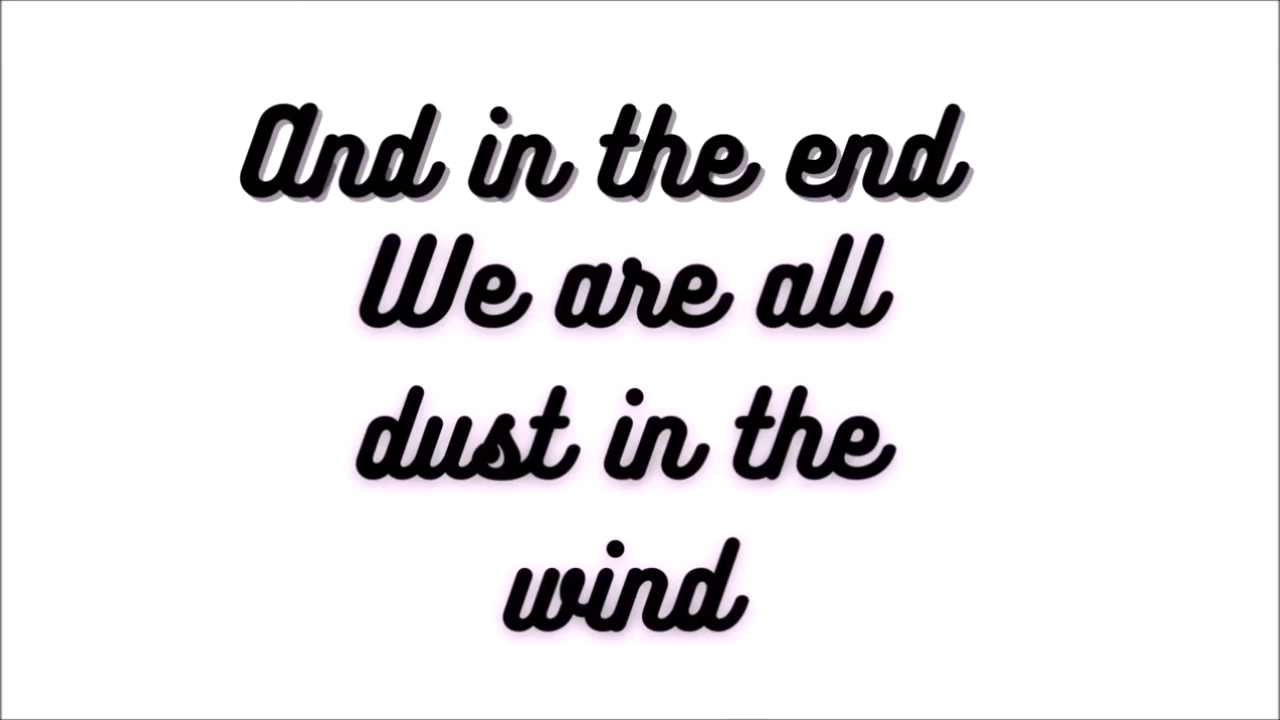 And in the end
We are all
dust in the
wind